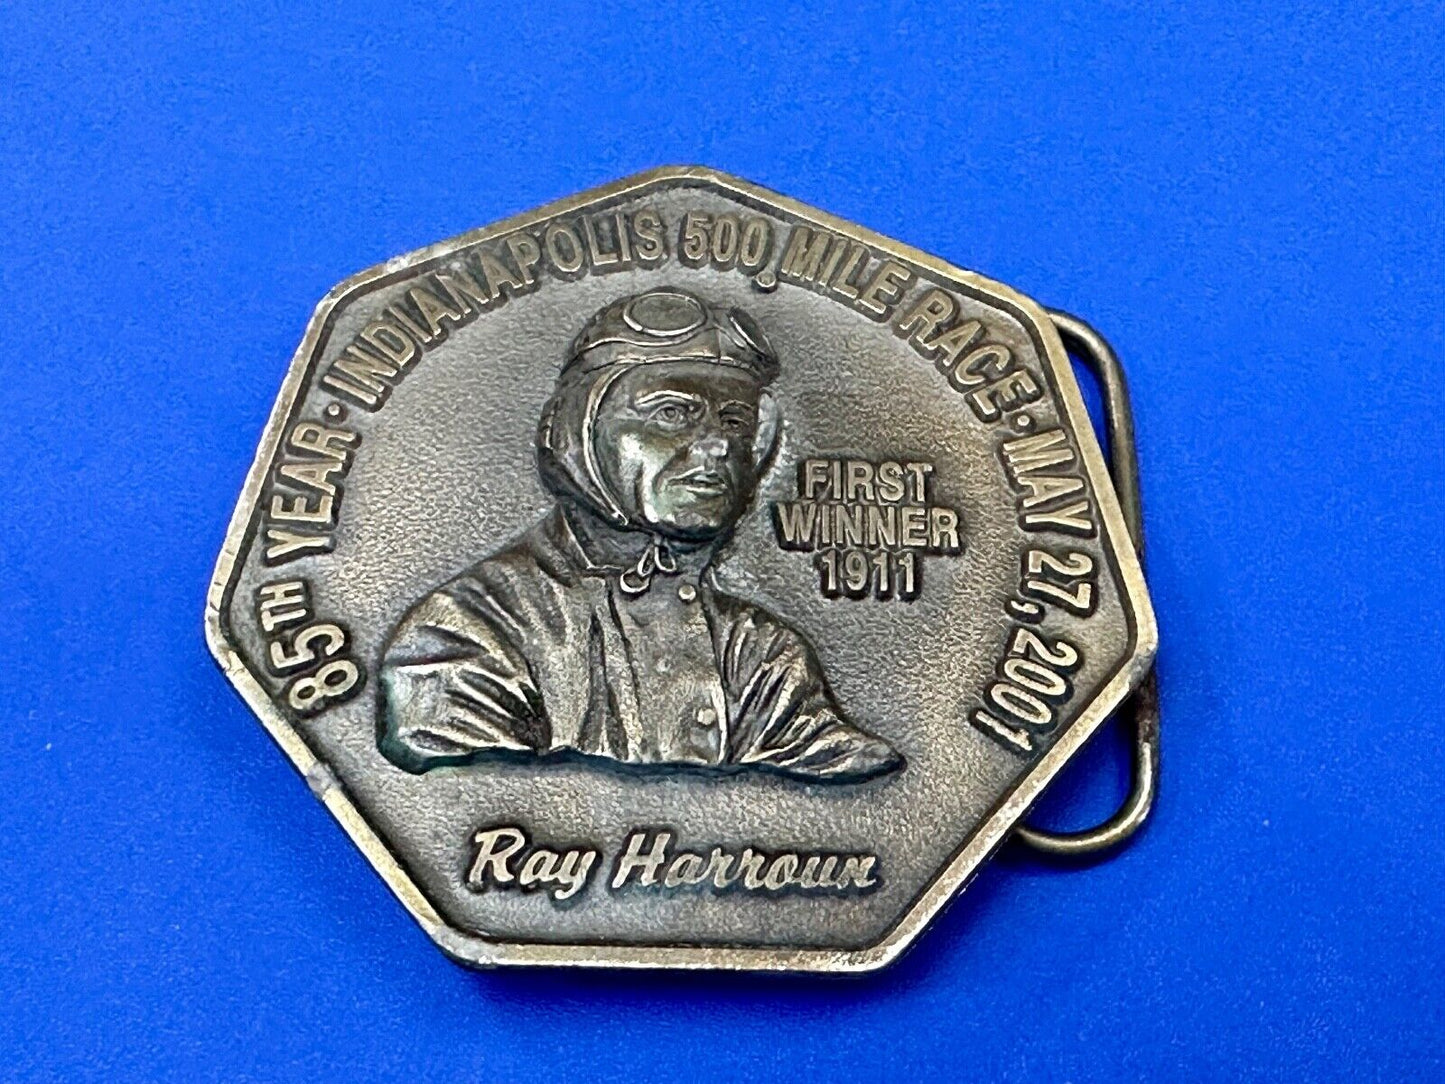 85TH YEAR · INDIANAPOLIS 500 MILE RACE · MAY 27, 2001
FIRST
WINNER
1911
Ray Harroun